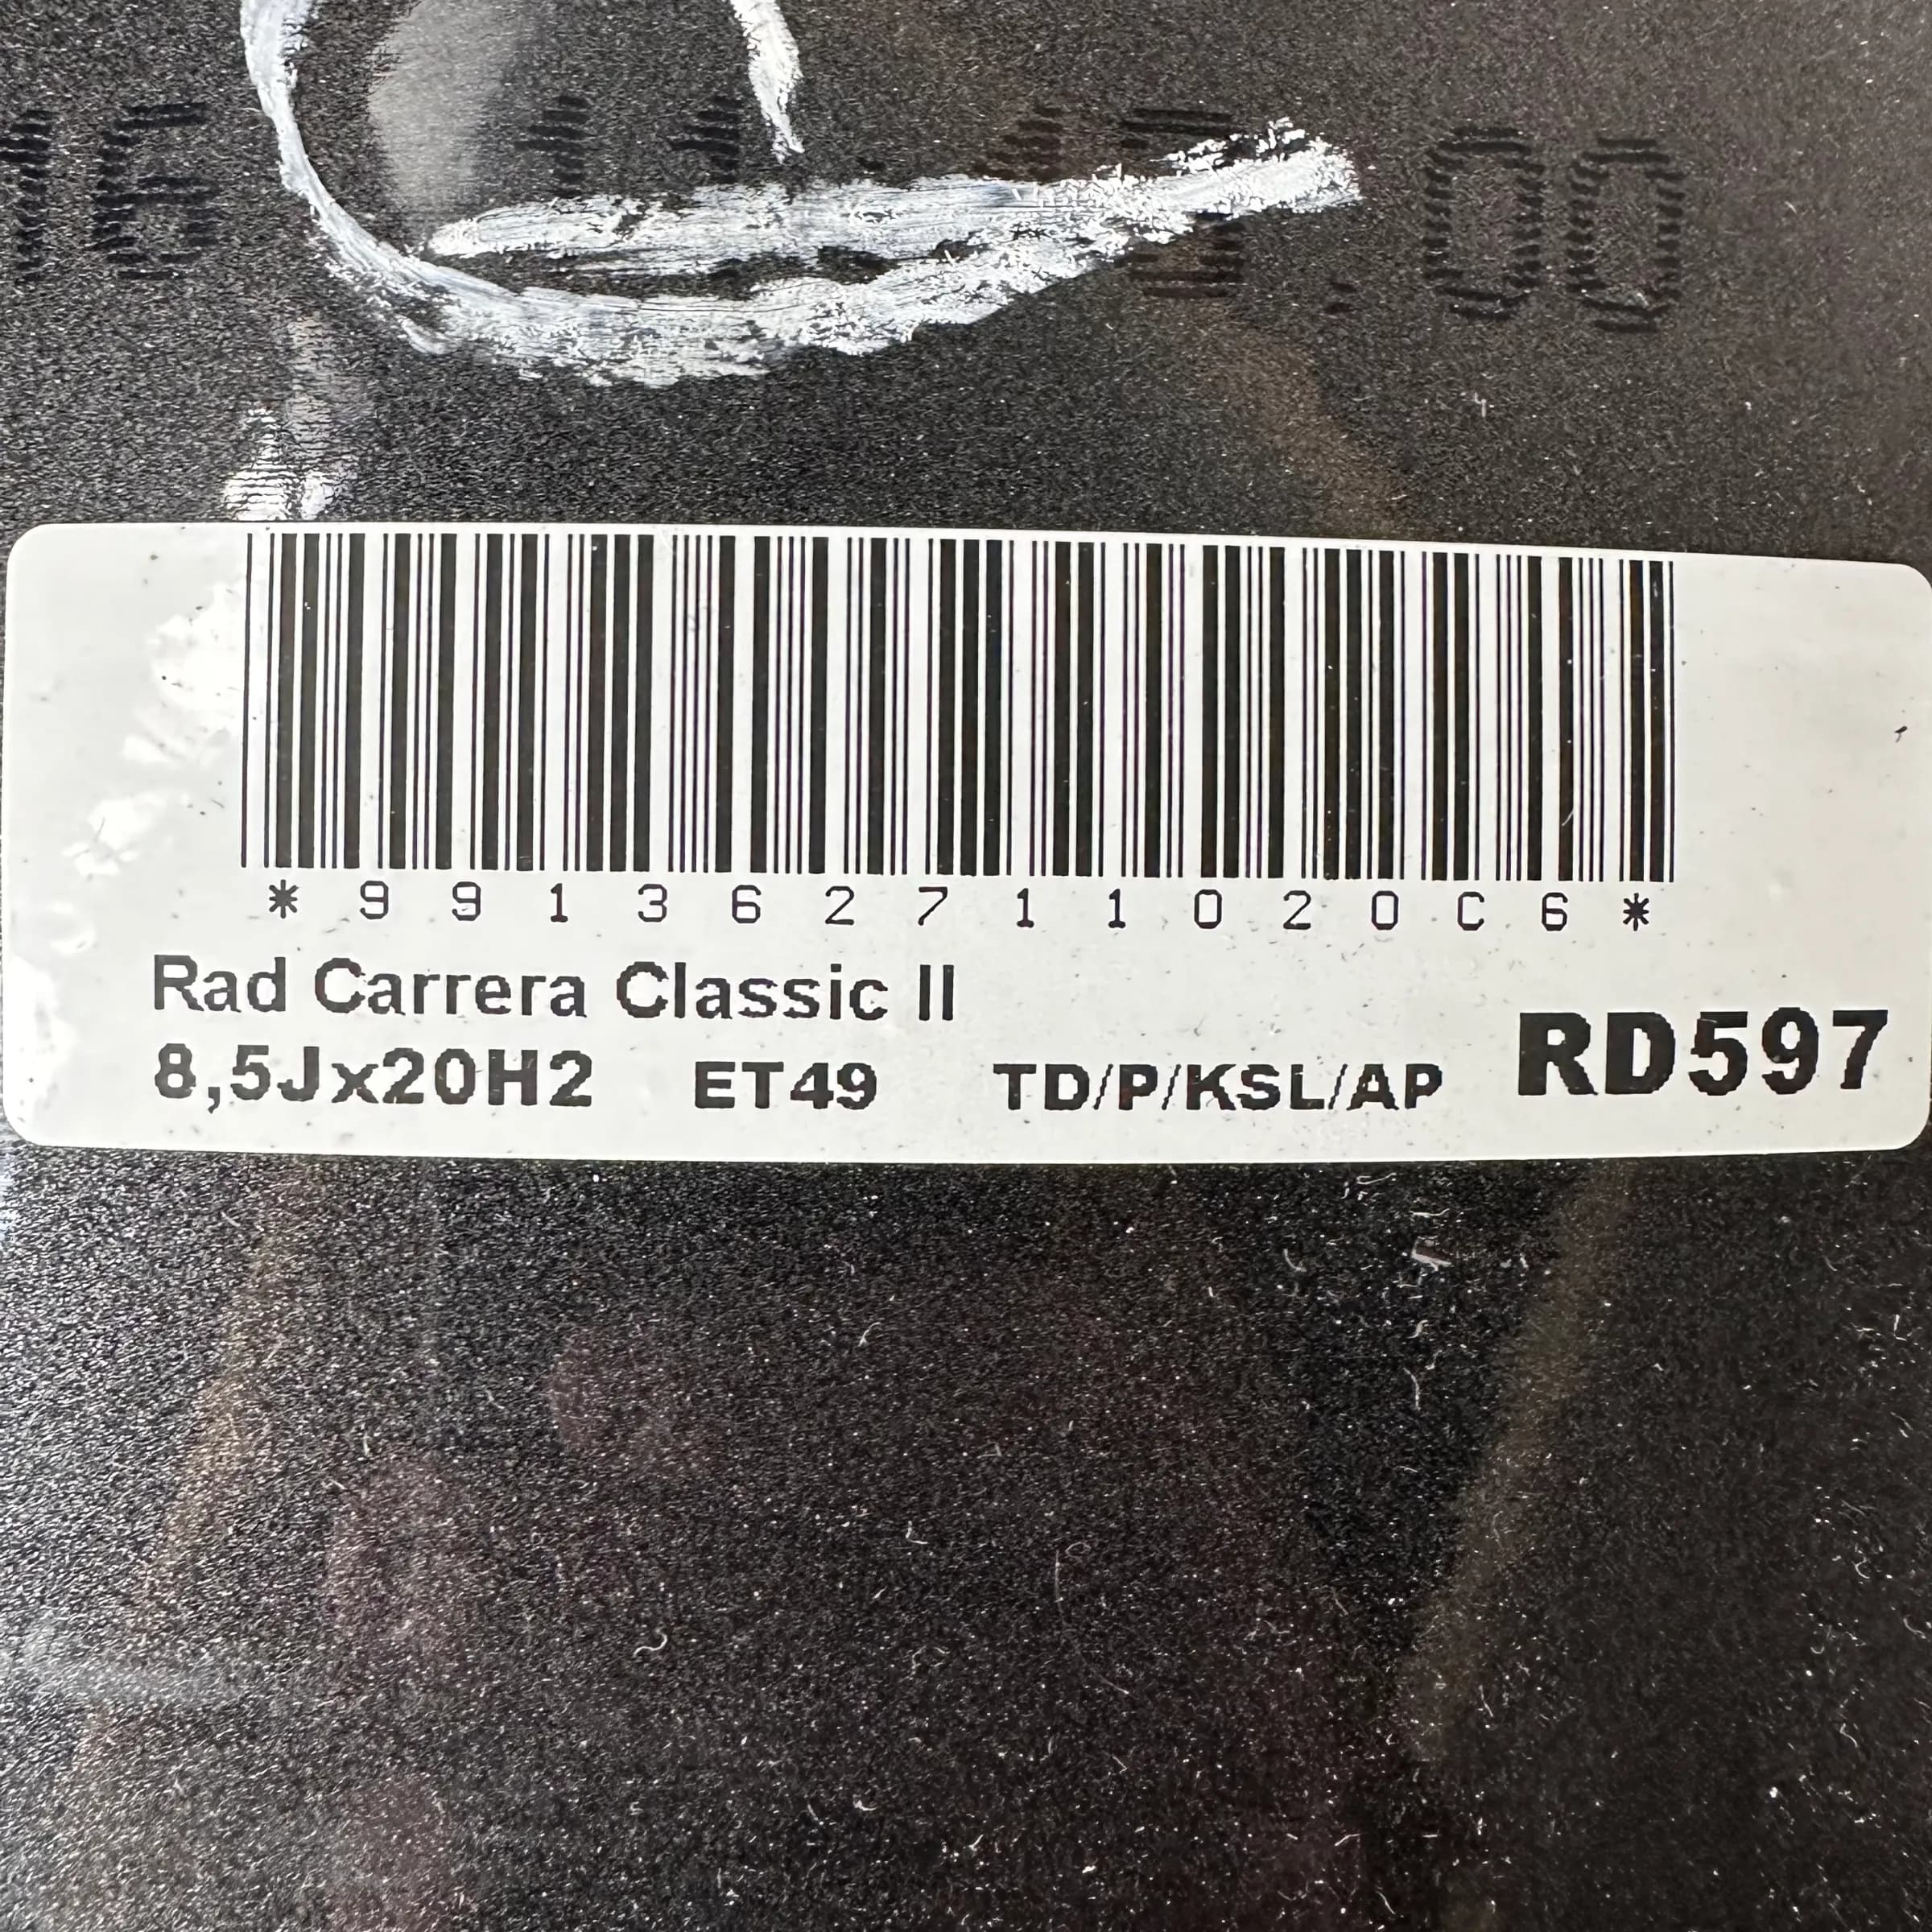 *99136271102OC6*
Rad Carrera Classic II
8,5Jx20H2 ET49 TD/P/KSL/AP RD597